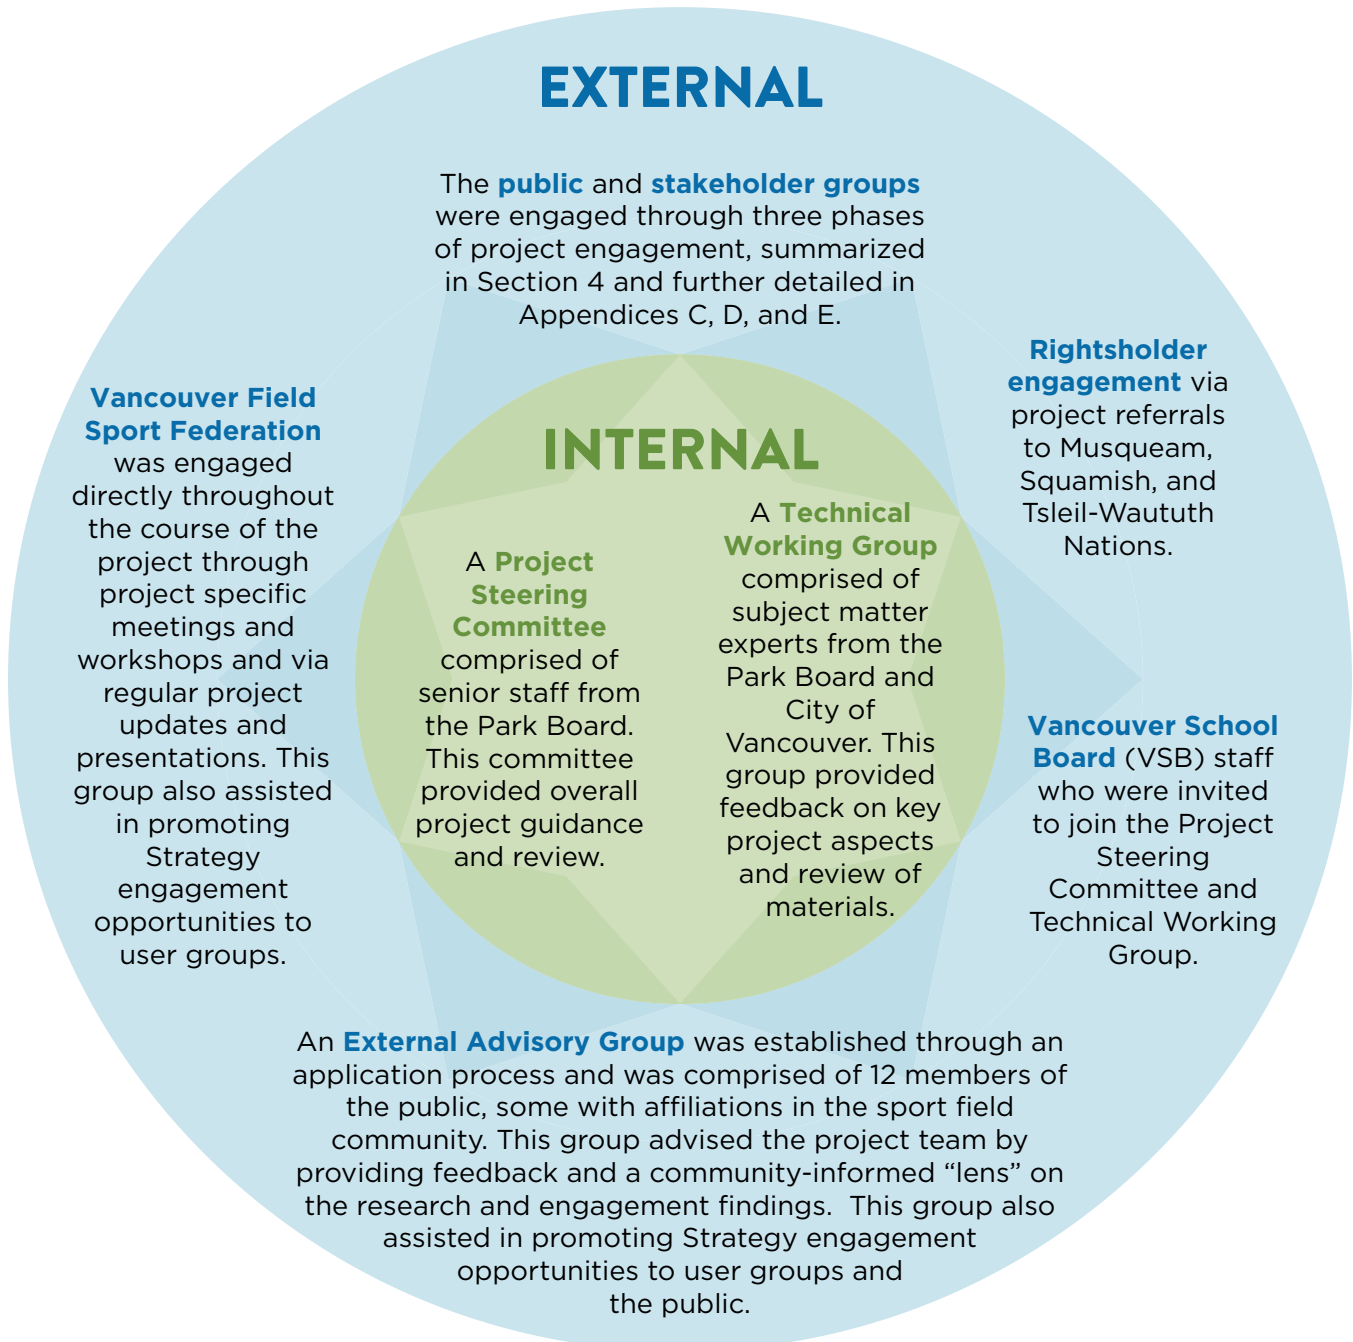 EXTERNAL
The public and stakeholder groups
were engaged through three phases
of project engagement, summarized
in Section 4 and further detailed in
Appendices C, D, and E.
Vancouver Field
Sport Federation
was engaged
directly throughout
the course of the
project through
project specific
meetings and
workshops and via
regular project
updates and
presentations. This
group also assisted
in promoting
Strategy
engagement
opportunities to
user groups.
INTERNAL
A Project
Steering
Committee
comprised of
senior staff from
the Park Board.
This committee
provided overall
project guidance
and review.
A Technical
Working Group
comprised of
subject matter
experts from the
Park Board and
City of
Vancouver. This
group provided
feedback on key
project aspects
and review of
materials.
Rightsholder
engagement via
project referrals
to Musqueam,
Squamish, and
Tsleil-Waututh
Nations.
Vancouver School
Board (VSB) staff
who were invited
to join the Project
Steering
Committee and
Technical Working
Group.
An External Advisory Group was established through an
application process and was comprised of 12 members of
the public, some with affiliations in the sport field
community. This group advised the project team by
providing feedback and a community-informed “lens” on
the research and engagement findings.  This group also
assisted in promoting Strategy engagement
opportunities to user groups and
the public.